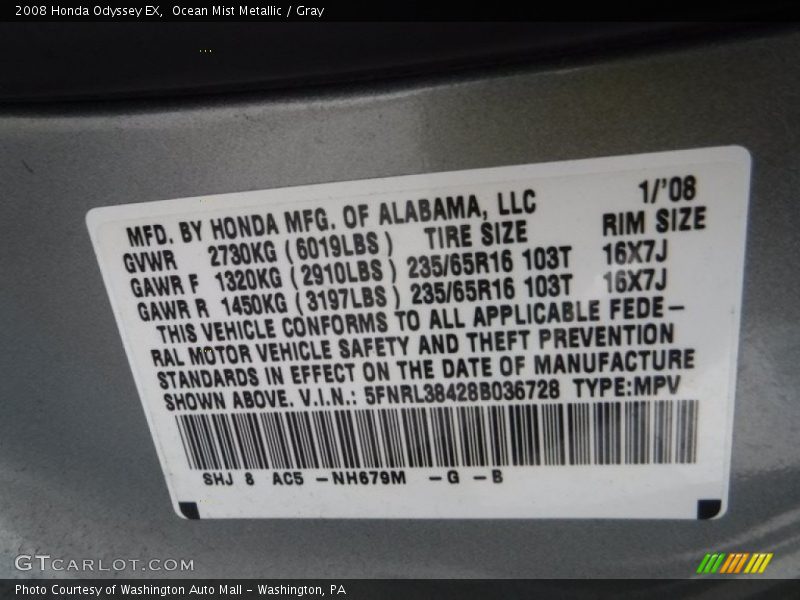 2008 Honda Odyssey EX, Ocean Mist Metallic / Gray
MFD. BY HONDA MFG. OF ALABAMA, LLC 1/'08
GVWR 2730KG (6019LBS) TIRE SIZE RIM SIZE
GAWR F 1320KG (2910LBS) 235/65R16 103T 16X7J
GAWR R 1450KG (3197LBS) 235/65R16 103T 16X7J
THIS VEHICLE CONFORMS TO ALL APPLICABLE FEDE-
RAL MOTOR VEHICLE SAFETY AND THEFT PREVENTION
STANDARDS IN EFFECT ON THE DATE OF MANUFACTURE
SHOWN ABOVE. V.I.N.: 5FNRL38428B036728 TYPE:MPV
SHJ 8 AC5 -NH679M -G -B
GTCARLOT.COM
Photo Courtesy of Washington Auto Mall - Washington, PA